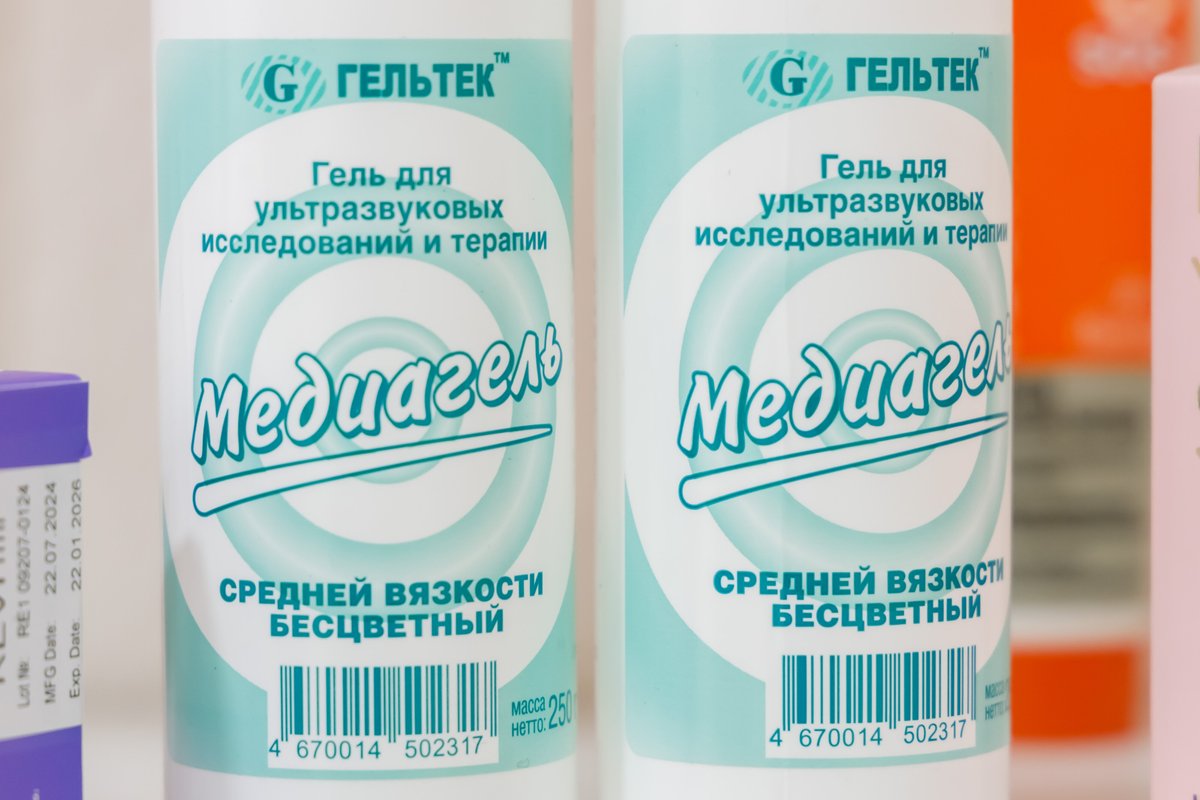 G ГЕЛЬТЕК™
Гель для
ультразвуковых
исследований и терапии
Медиагель
СРЕДНЕЙ ВЯЗКОСТИ
БЕСЦВЕТНЫЙ
масса
нетто: 250
4 670014 502317
G ГЕЛЬТЕК™
Гель для
ультразвуковых
исследований и терапии
Медиагель
СРЕДНЕЙ ВЯЗКОСТИ
БЕСЦВЕТНЫЙ
масса
нетто:
4 670014 502317
Lot №: RE1 09207-0124
MFG Date: 22.07.2024
Exp. Date: 22.01.2026